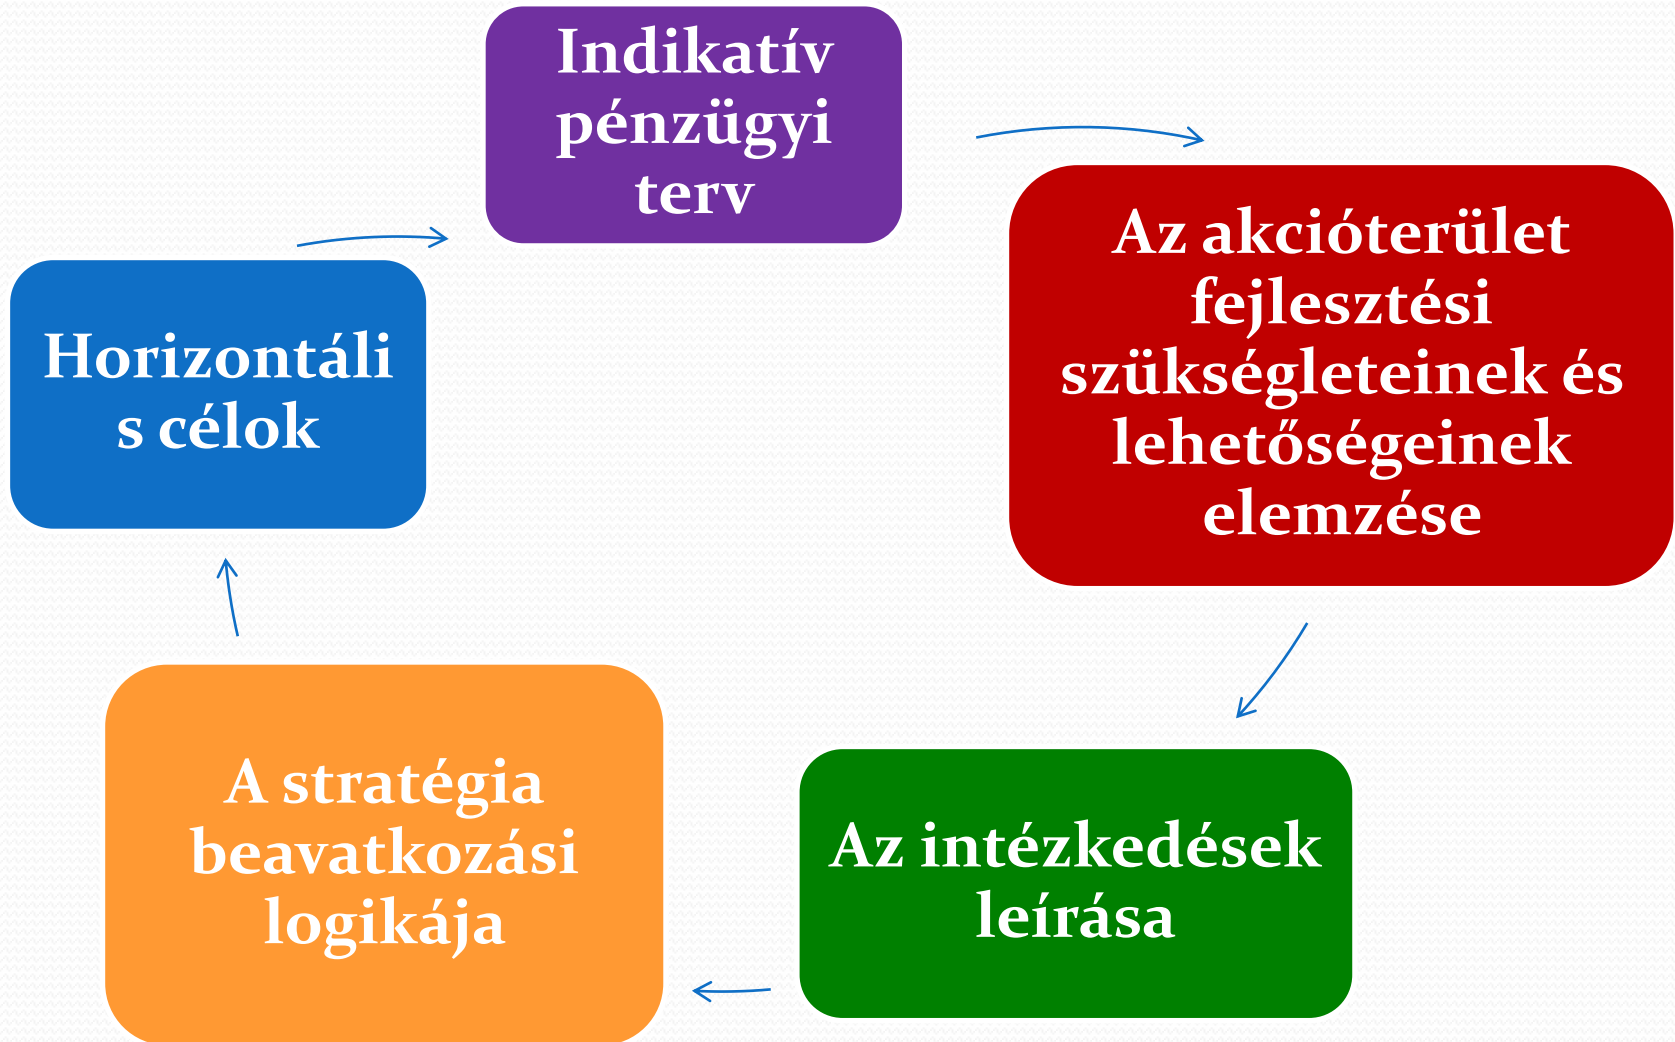 Indikatív
pénzügyi
terv
Az akcióterület
fejlesztési
szükségleteinek és
lehetőségeinek
elemzése
Az intézkedések
leírása
A stratégia
beavatkozási
logikája
Horizontáli
s célok